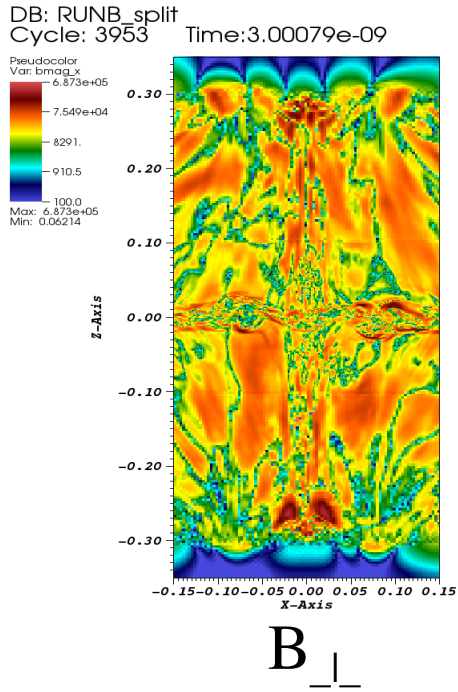 DB: RUNB_split
Cycle: 3953 Time:3.00079e-09
Pseudocolor
Var: bmag_x
6.873e+05
7.549e+04
8291.
910.5
100.0
Max: 6.873e+05
Min: 0.06214
0.30
0.20
0.10
0.00
-0.10
-0.20
-0.30
Z-Axis
-0.15 -0.10 -0.05 0.00 0.05 0.10 0.15
X-Axis
B_|_